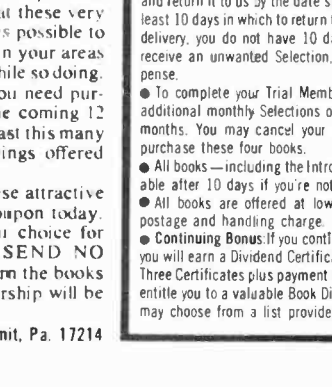 at these very
s possible to
n your areas
hile so doing.
ou need pur-
e coming 12
ast this many
ings offered
se attractive
upon today.
u choice for
SEND NO
rn the books
rship will be
nit, Pa. 17214
and return it to us by the date s
least 10 days in which to return t
delivery, you do not have 10 da
receive an unwanted Selection,
pense.
● To complete your Trial Memb
additional monthly Selections o
months. You may cancel your
purchase these four books.
● All books — including the Intro
able after 10 days if you're not
● All books are offered at low
postage and handling charge.
● Continuing Bonus: If you conti
you will earn a Dividend Certific
Three Certificates plus payment
entitle you to a valuable Book Di
may choose from a list provide